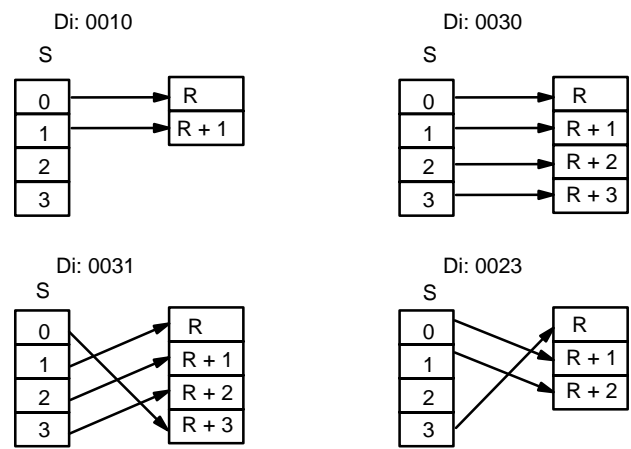 Di: 0010
S
0
1
2
3
R
R + 1
Di: 0030
S
0
1
2
3
R
R + 1
R + 2
R + 3
Di: 0031
S
0
1
2
3
R
R + 1
R + 2
R + 3
Di: 0023
S
0
1
2
3
R
R + 1
R + 2